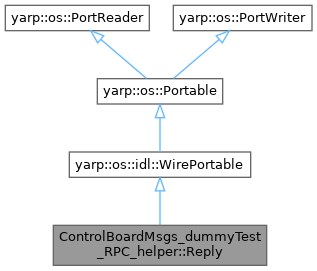 yarp::os::PortReader
yarp::os::PortWriter
yarp::os::Portable
yarp::os::idl::WirePortable
ControlBoardMsgs_dummyTest
_RPC_helper::Reply